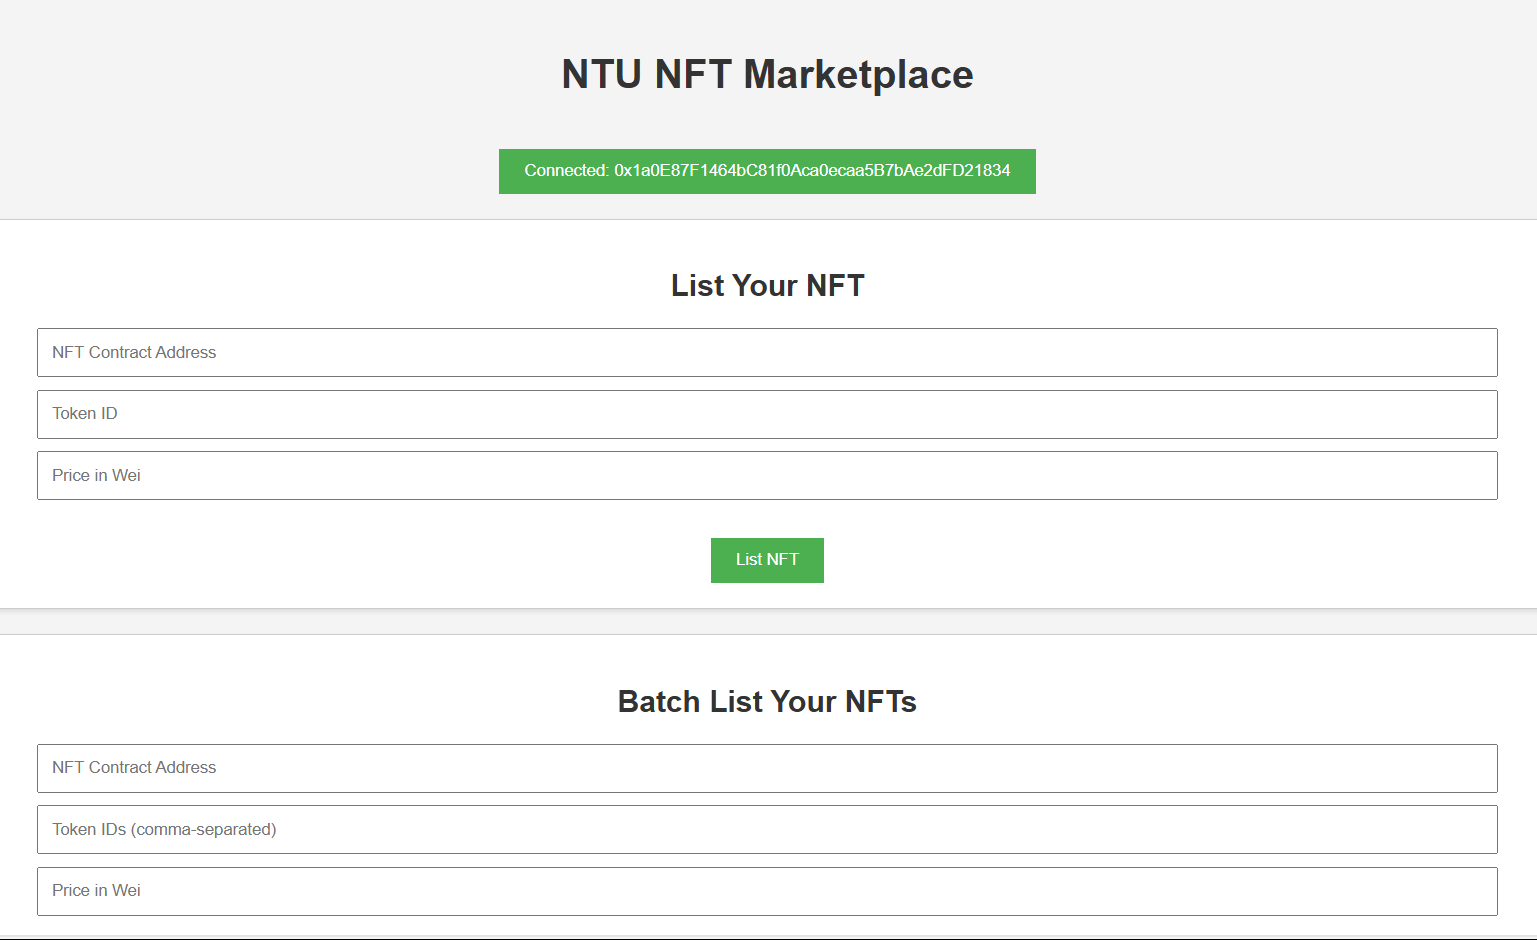 NTU NFT Marketplace
Connected: 0x1a0E87F1464bC81f0Aca0ecaa5B7bAe2dFD21834
List Your NFT
NFT Contract Address
Token ID
Price in Wei
List NFT
Batch List Your NFTs
NFT Contract Address
Token IDs (comma-separated)
Price in Wei